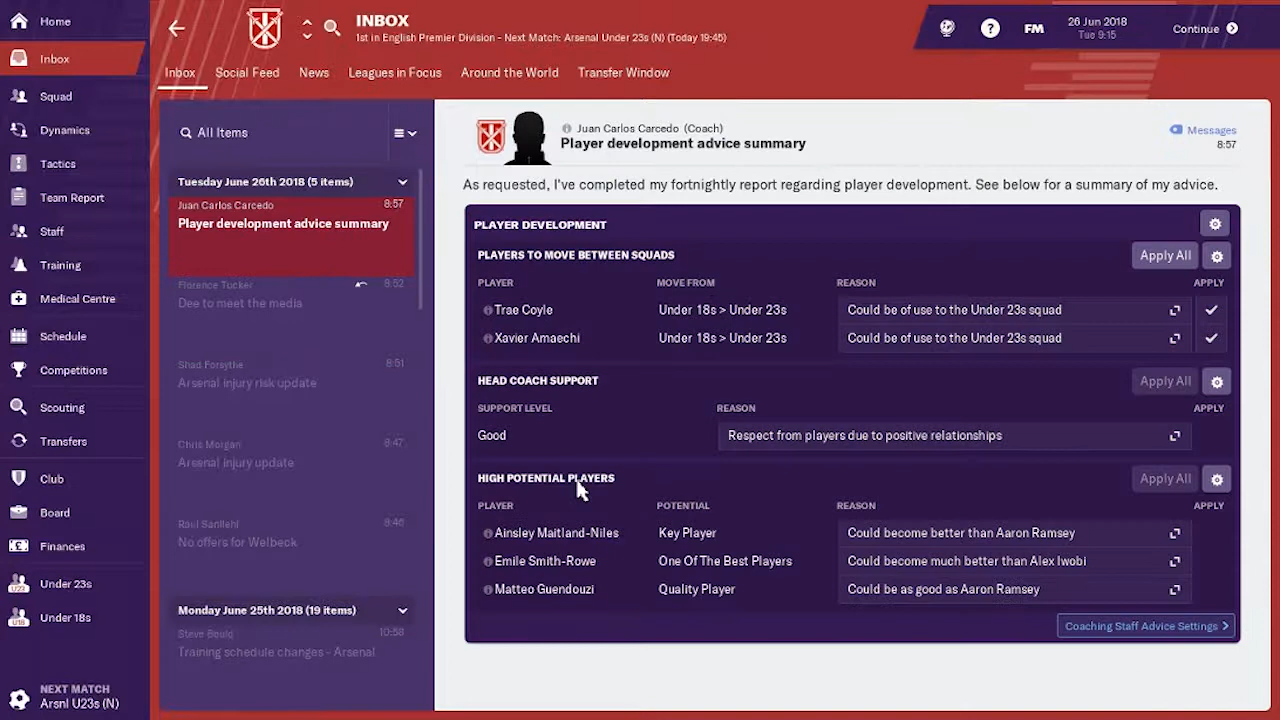 Home
Inbox
Squad
Dynamics
Tactics
Team Report
Staff
Training
Medical Centre
Schedule
Competitions
Scouting
Transfers
Club
Board
Finances
U23
Under 23s
U18
Under 18s
NEXT MATCH
Arsnl U23s (N)
INBOX
1st in English Premier Division - Next Match: Arsenal Under 23s (N) (Today 19:45)
FM
26 Jun 2018
Tue 9:15
Continue
Inbox Social Feed News Leagues in Focus Around the World Transfer Window
All Items
Tuesday June 26th 2018 (5 items)
Juan Carlos Carcedo 8:57
Player development advice summary
Florence Tucker 8:52
Dee to meet the media
Shad Forsythe 8:51
Arsenal injury risk update
Chris Morgan 8:47
Arsenal injury update
Raul Sanllehi 8:46
No offers for Welbeck
Monday June 25th 2018 (19 items)
Steve Bould 10:58
Training schedule changes - Arsenal
Juan Carlos Carcedo (Coach)
Player development advice summary
Messages
8:57
As requested, I've completed my fortnightly report regarding player development. See below for a summary of my advice.
PLAYER DEVELOPMENT
PLAYERS TO MOVE BETWEEN SQUADS Apply All
PLAYER MOVE FROM REASON APPLY
Trae Coyle Under 18s > Under 23s Could be of use to the Under 23s squad
Xavier Amaechi Under 18s > Under 23s Could be of use to the Under 23s squad
HEAD COACH SUPPORT Apply All
SUPPORT LEVEL REASON APPLY
Good Respect from players due to positive relationships
HIGH POTENTIAL PLAYERS Apply All
PLAYER POTENTIAL REASON APPLY
Ainsley Maitland-Niles Key Player Could become better than Aaron Ramsey
Emile Smith-Rowe One Of The Best Players Could become much better than Alex Iwobi
Matteo Guendouzi Quality Player Could be as good as Aaron Ramsey
Coaching Staff Advice Settings >